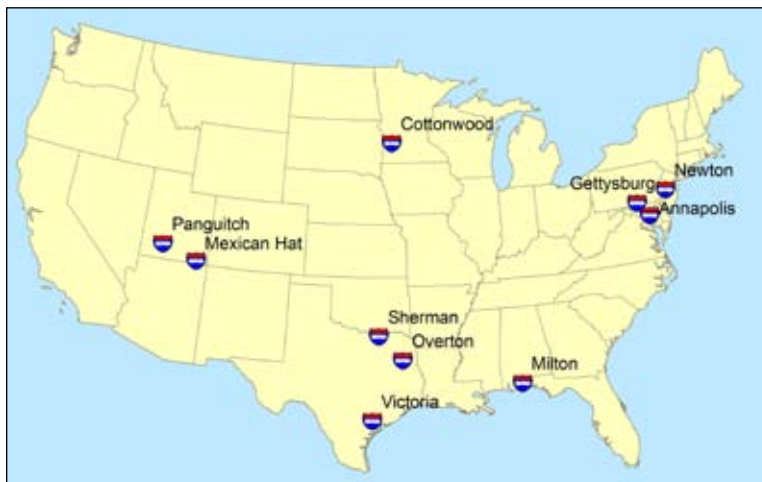 Cottonwood
Newton
Gettysburg
Annapolis
Panguitch
Mexican Hat
Sherman
Overton
Milton
Victoria